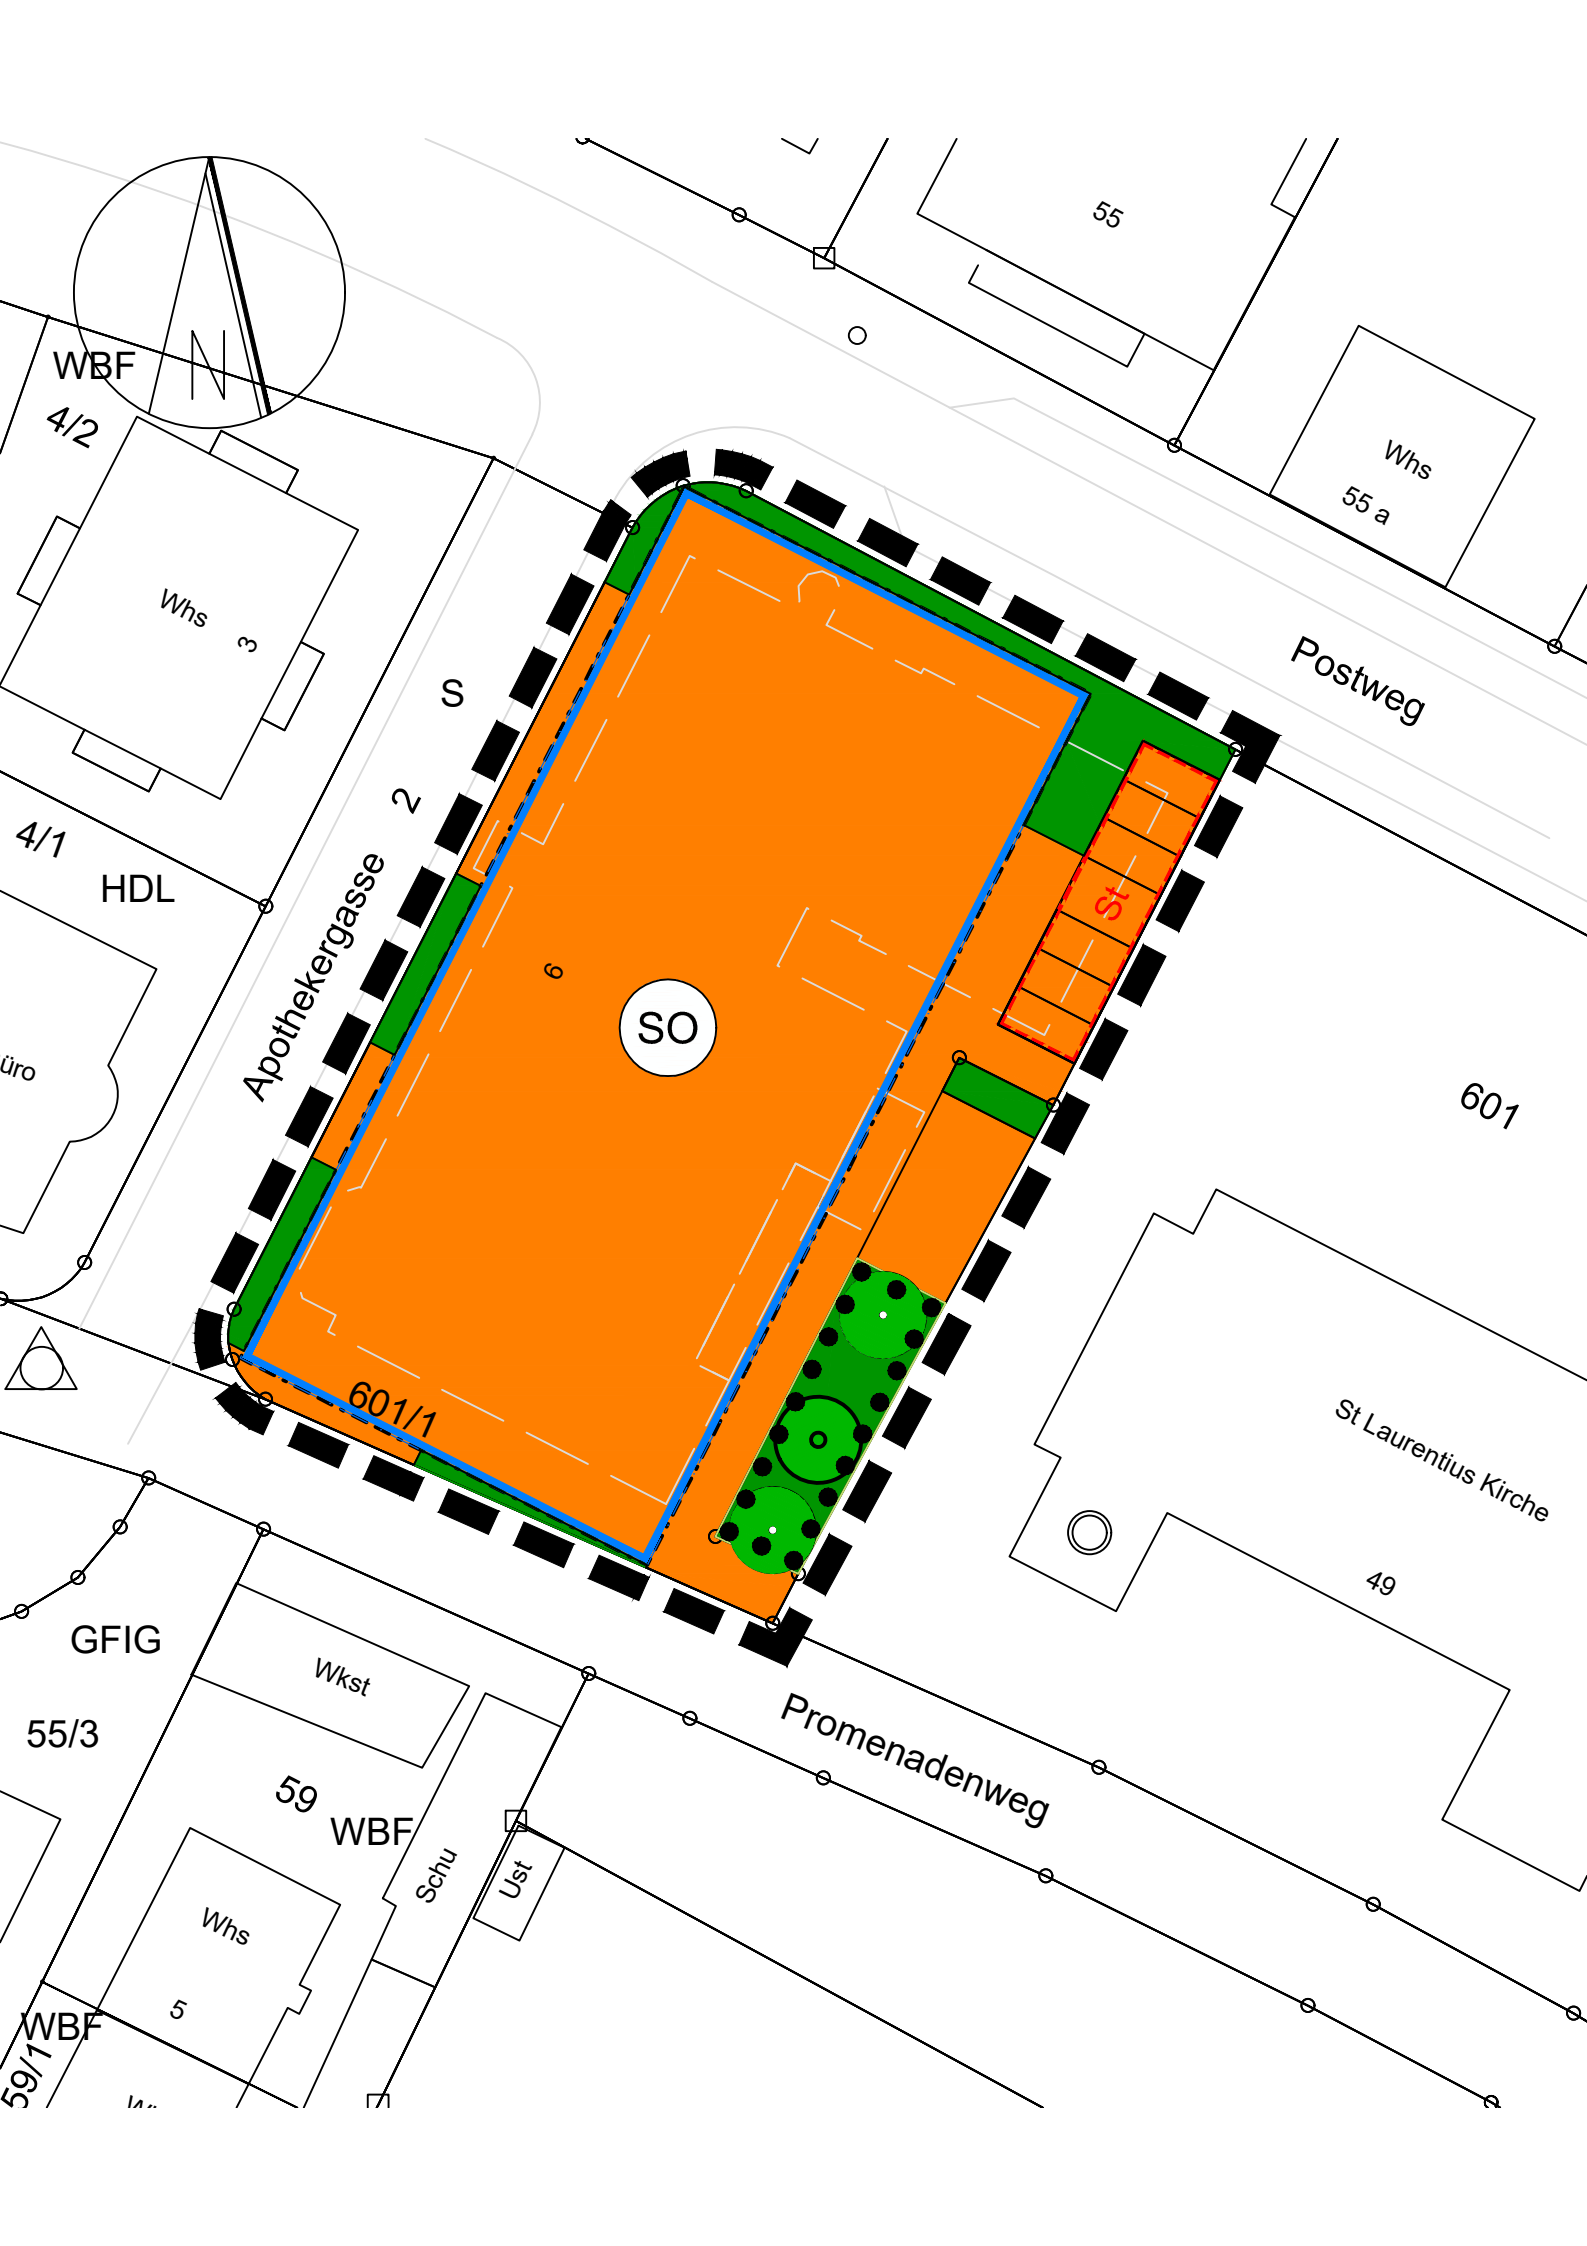 55
N
WBF
4/2
Whs
55 a
Whs
3
Postweg
S
2
4/1
HDL
Apothekergasse
St
6
SO
üro
601
601/1
St Laurentius Kirche
49
GFIG
Wkst
55/3
Promenadenweg
59
WBF
Schu
Ust
Whs
5
WBF
59/1